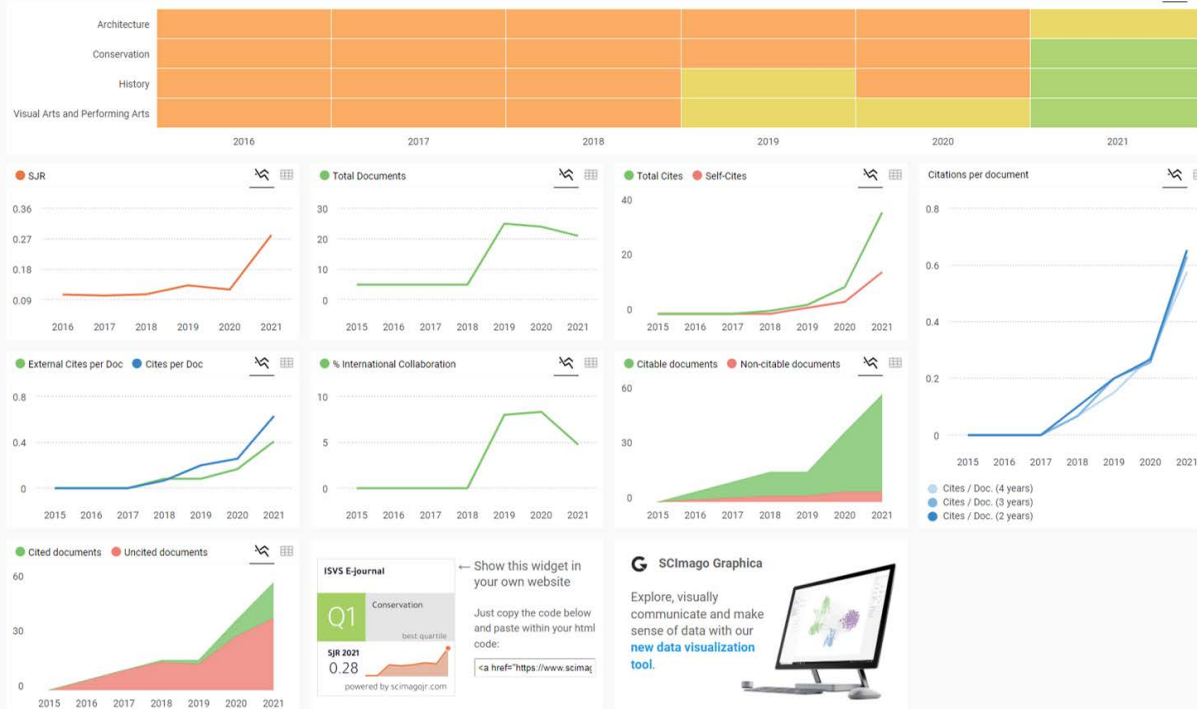 Architecture
Conservation
History
Visual Arts and Performing Arts
2016 2017 2018 2019 2020 2021
SJR
0.36
0.27
0.18
0.09
2016 2017 2018 2019 2020 2021
Total Documents
30
20
10
0
2015 2016 2017 2018 2019 2020 2021
Total Cites Self-Cites
40
20
0
2015 2016 2017 2018 2019 2020 2021
Citations per document
0.8
0.6
0.4
0.2
0
2015 2016 2017 2018 2019 2020 2021
Cites / Doc. (4 years)
Cites / Doc. (3 years)
Cites / Doc. (2 years)
External Cites per Doc Cites per Doc
0.8
0.4
0
2015 2016 2017 2018 2019 2020 2021
% International Collaboration
10
5
0
2015 2016 2017 2018 2019 2020 2021
Citable documents Non-citable documents
60
30
0
2015 2016 2017 2018 2019 2020 2021
Cited documents Uncited documents
60
30
0
2015 2016 2017 2018 2019 2020 2021
ISVS E-journal
Q1
Conservation
best quartile
SJR 2021
0.28
powered by scimagojr.com
← Show this widget in
your own website
Just copy the code below
and paste within your html
code:
<a href="https://www.scimag
G SCImago Graphica
Explore, visually
communicate and make
sense of data with our
new data visualization
tool.